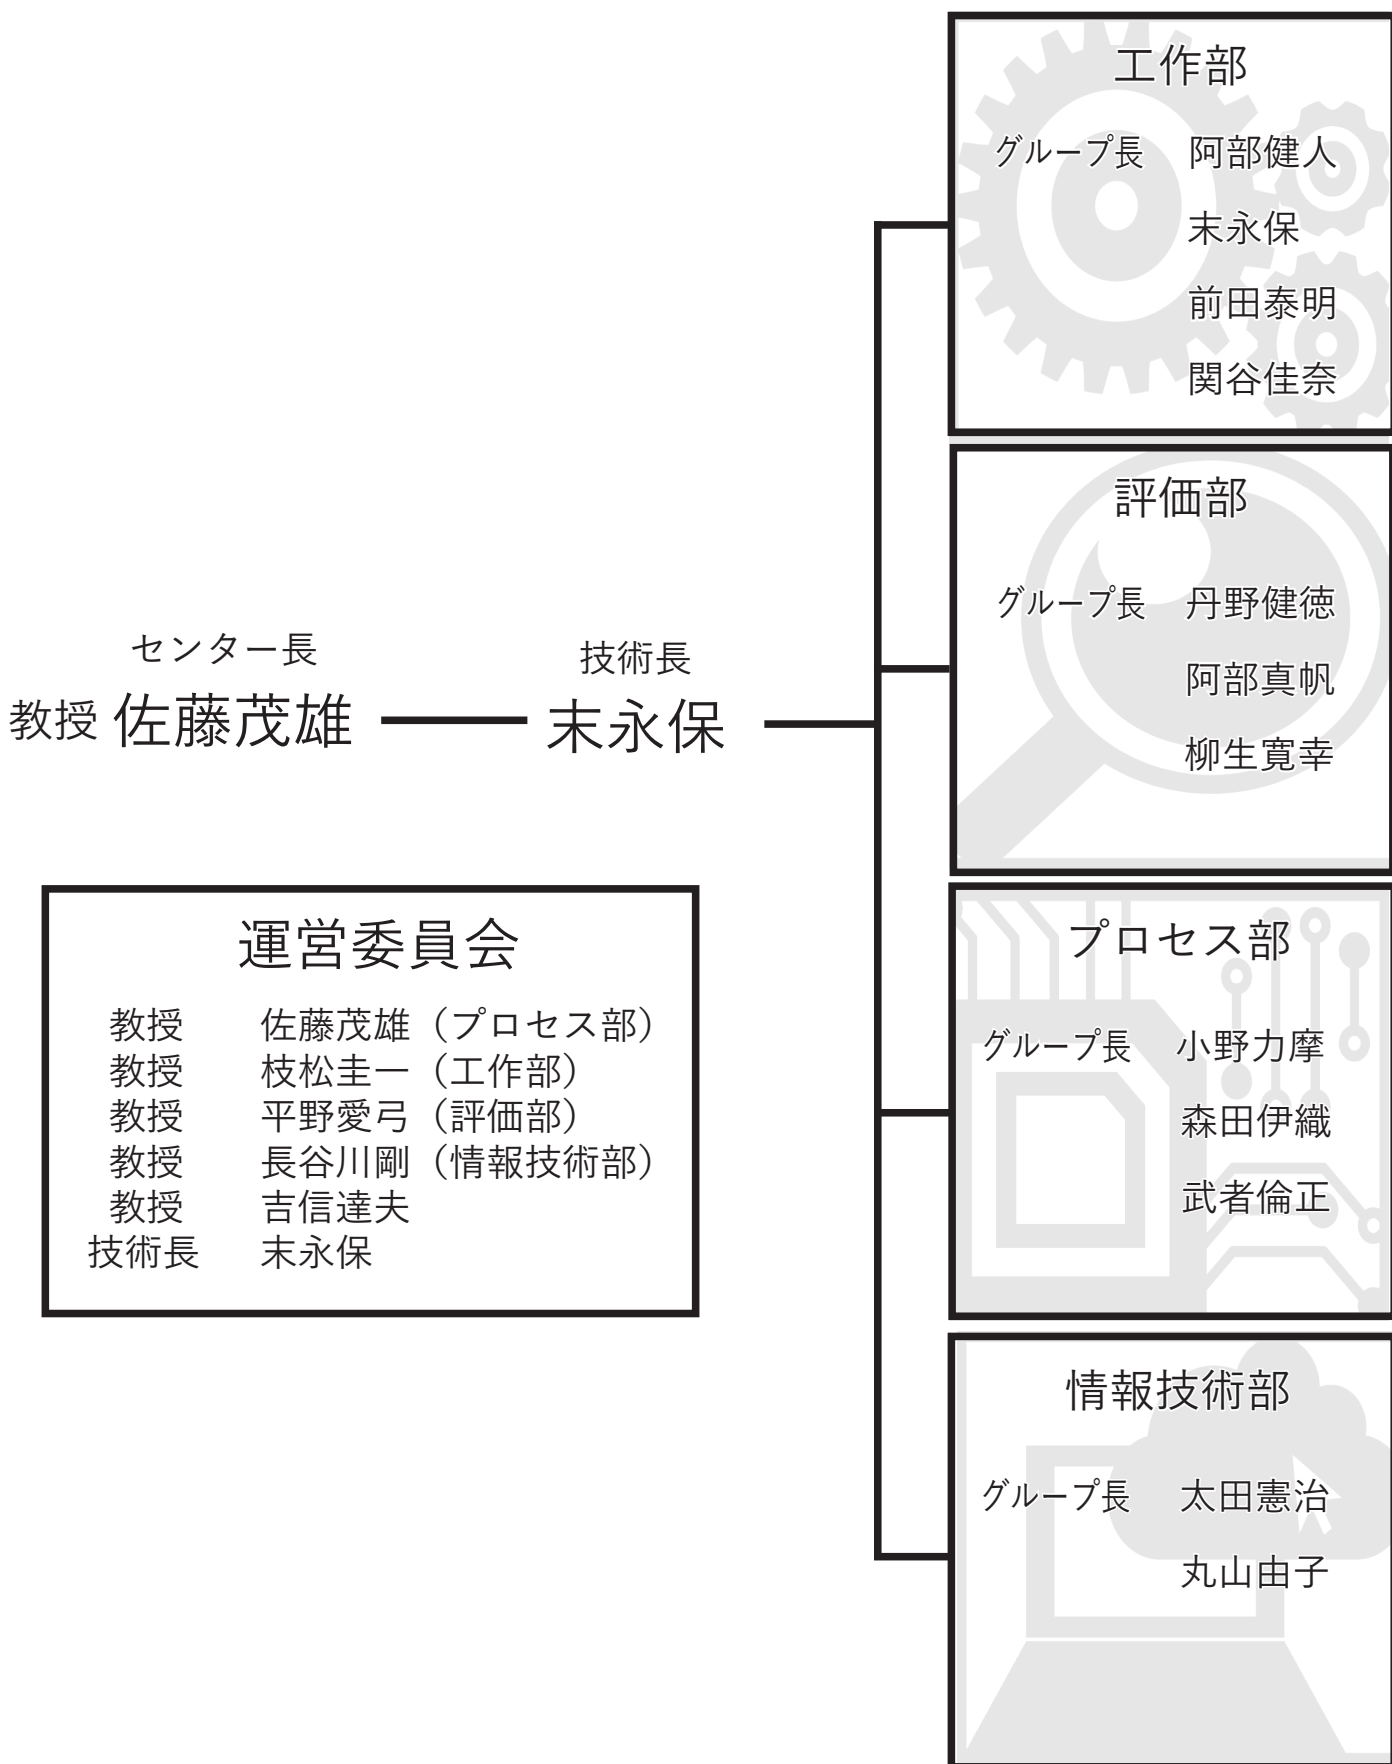 センター長
教授 佐藤茂雄
技術長
末永保
工作部
グループ長 阿部健人
末永保
前田泰明
関谷佳奈
評価部
グループ長 丹野健徳
阿部真帆
柳生寛幸
プロセス部
グループ長 小野力摩
森田伊織
武者倫正
情報技術部
グループ長 太田憲治
丸山由子
運営委員会
教授 佐藤茂雄（プロセス部）
教授 枝松圭一（工作部）
教授 平野愛弓（評価部）
教授 長谷川剛（情報技術部）
教授 吉信達夫
技術長 末永保